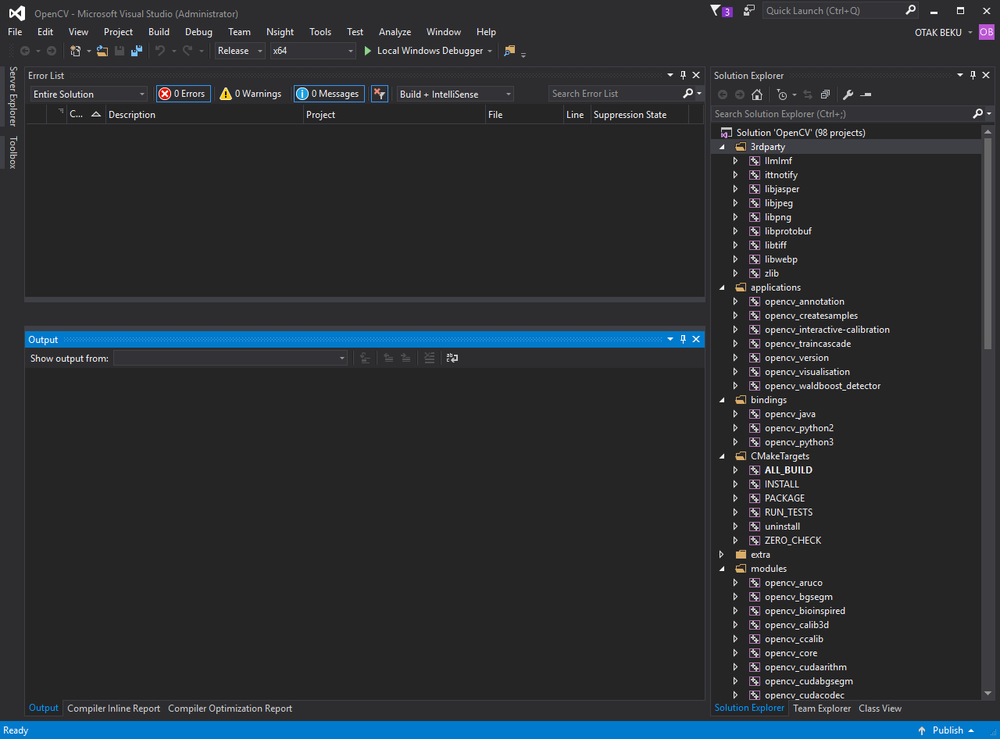 OpenCV - Microsoft Visual Studio (Administrator)
3
Quick Launch (Ctrl+Q)
File Edit View Project Build Debug Team Nsight Tools Test Analyze Window Help
OTAK BEKU
OB
Release x64 Local Windows Debugger
Server Explorer
Toolbox
Error List
Entire Solution 0 Errors 0 Warnings 0 Messages Build + IntelliSense Search Error List
C... Description Project File Line Suppression State
Output
Show output from:
Output Compiler Inline Report Compiler Optimization Report
Solution Explorer
Search Solution Explorer (Ctrl+;)
Solution 'OpenCV' (98 projects)
3rdparty
IlmImf
ittnotify
libjasper
libjpeg
libpng
libprotobuf
libtiff
libwebp
zlib
applications
opencv_annotation
opencv_createsamples
opencv_interactive-calibration
opencv_traincascade
opencv_version
opencv_visualisation
opencv_waldboost_detector
bindings
opencv_java
opencv_python2
opencv_python3
CMakeTargets
ALL_BUILD
INSTALL
PACKAGE
RUN_TESTS
uninstall
ZERO_CHECK
extra
modules
opencv_aruco
opencv_bgsegm
opencv_bioinspired
opencv_calib3d
opencv_ccalib
opencv_core
opencv_cudaarithm
opencv_cudabgsegm
opencv_cudacodec
Solution Explorer Team Explorer Class View
Ready
Publish